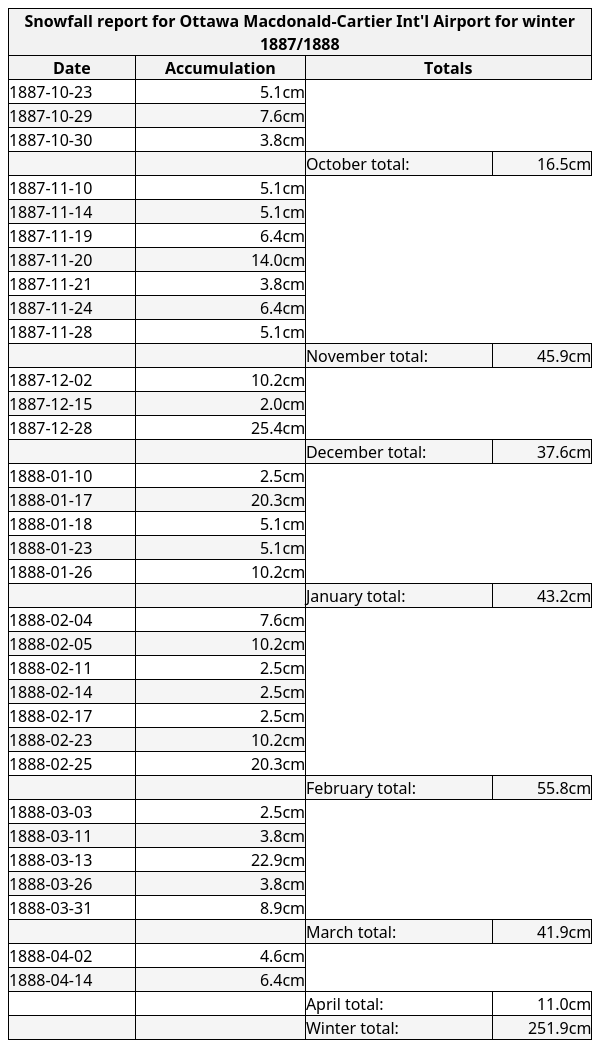 Snowfall report for Ottawa Macdonald-Cartier Int'l Airport for winter
1887/1888
Date Accumulation Totals
1887-10-23 5.1cm
1887-10-29 7.6cm
1887-10-30 3.8cm
October total: 16.5cm
1887-11-10 5.1cm
1887-11-14 5.1cm
1887-11-19 6.4cm
1887-11-20 14.0cm
1887-11-21 3.8cm
1887-11-24 6.4cm
1887-11-28 5.1cm
November total: 45.9cm
1887-12-02 10.2cm
1887-12-15 2.0cm
1887-12-28 25.4cm
December total: 37.6cm
1888-01-10 2.5cm
1888-01-17 20.3cm
1888-01-18 5.1cm
1888-01-23 5.1cm
1888-01-26 10.2cm
January total: 43.2cm
1888-02-04 7.6cm
1888-02-05 10.2cm
1888-02-11 2.5cm
1888-02-14 2.5cm
1888-02-17 2.5cm
1888-02-23 10.2cm
1888-02-25 20.3cm
February total: 55.8cm
1888-03-03 2.5cm
1888-03-11 3.8cm
1888-03-13 22.9cm
1888-03-26 3.8cm
1888-03-31 8.9cm
March total: 41.9cm
1888-04-02 4.6cm
1888-04-14 6.4cm
April total: 11.0cm
Winter total: 251.9cm